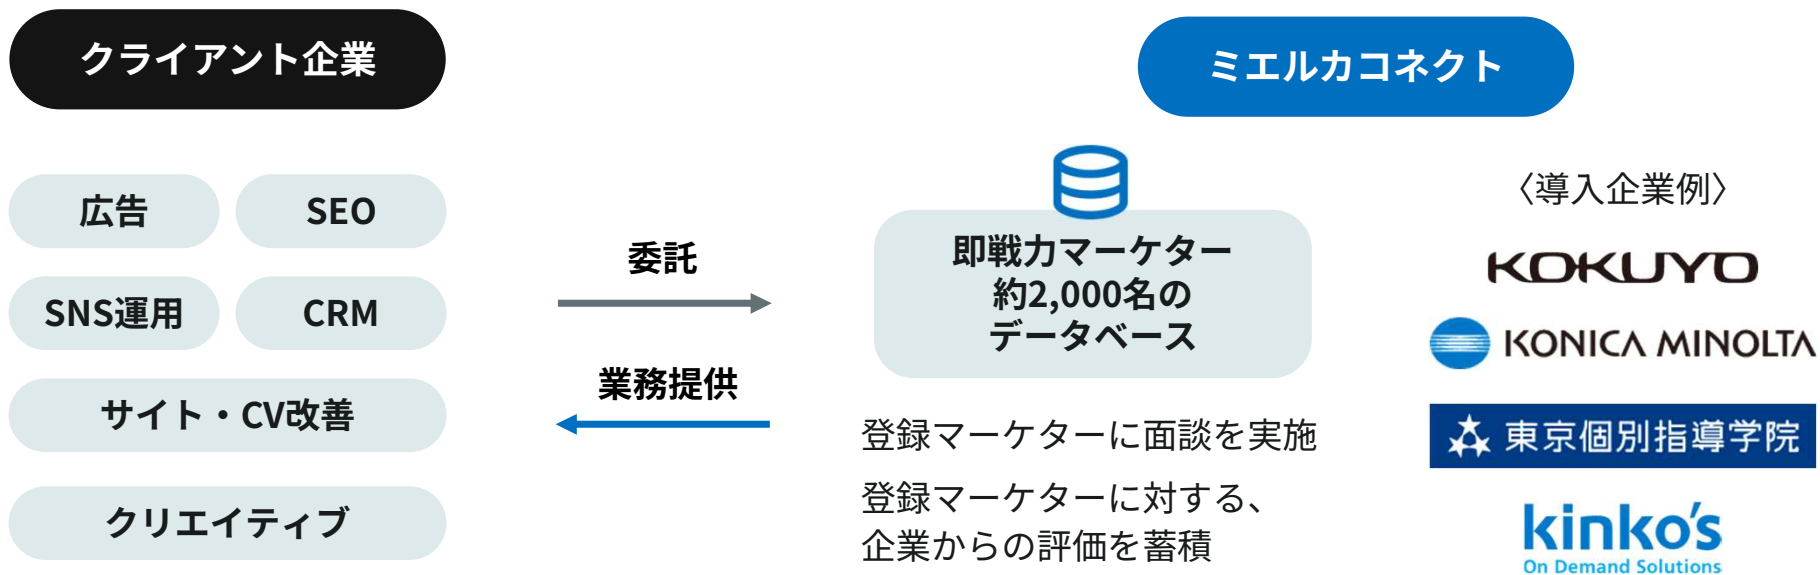 クライアント企業
広告
SEO
SNS運用
CRM
サイト・CV改善
クリエイティブ
委託
業務提供
ミエルカコネクト
即戦力マーケター
約2,000名の
データベース
登録マーケターに面談を実施
登録マーケターに対する、
企業からの評価を蓄積
〈導入企業例〉
KOKUYO
KONICA MINOLTA
東京個別指導学院
kinko's
On Demand Solutions